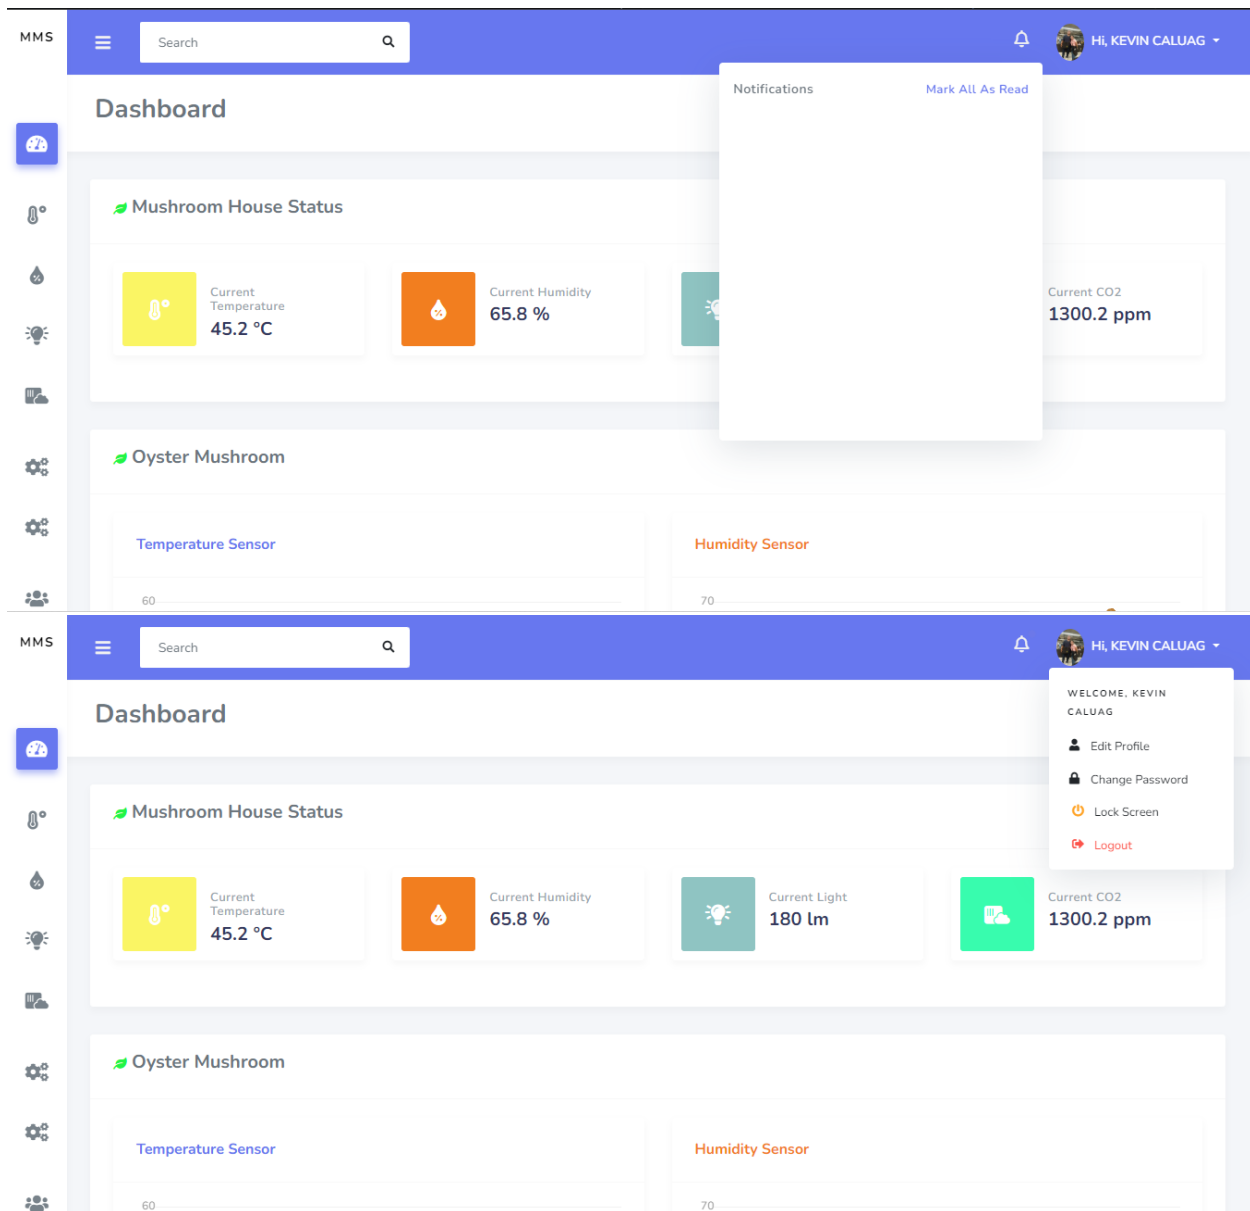 MMS
Search
Hi, KEVIN CALUAG
Notifications
Mark All As Read
Dashboard
Mushroom House Status
Current
Temperature
45.2 °C
Current Humidity
65.8 %
Current CO2
1300.2 ppm
Oyster Mushroom
Temperature Sensor
Humidity Sensor
60
70
MMS
Search
Hi, KEVIN CALUAG
WELCOME, KEVIN
CALUAG
Dashboard
Edit Profile
Change Password
Lock Screen
Logout
Mushroom House Status
Current
Temperature
45.2 °C
Current Humidity
65.8 %
Current Light
180 lm
Current CO2
1300.2 ppm
Oyster Mushroom
Temperature Sensor
Humidity Sensor
60
70